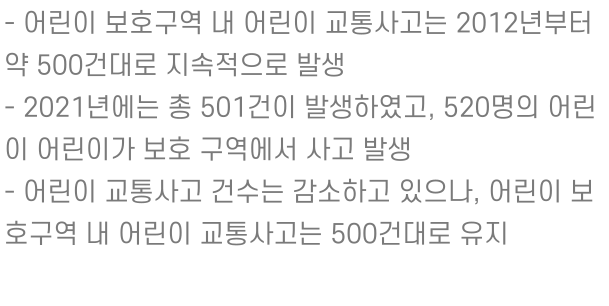 - 어린이 보호구역 내 어린이 교통사고는 2012년부터
약 500건대로 지속적으로 발생
- 2021년에는 총 501건이 발생하였고, 520명의 어린
이 어린이가 보호 구역에서 사고 발생
- 어린이 교통사고 건수는 감소하고 있으나, 어린이 보
호구역 내 어린이 교통사고는 500건대로 유지